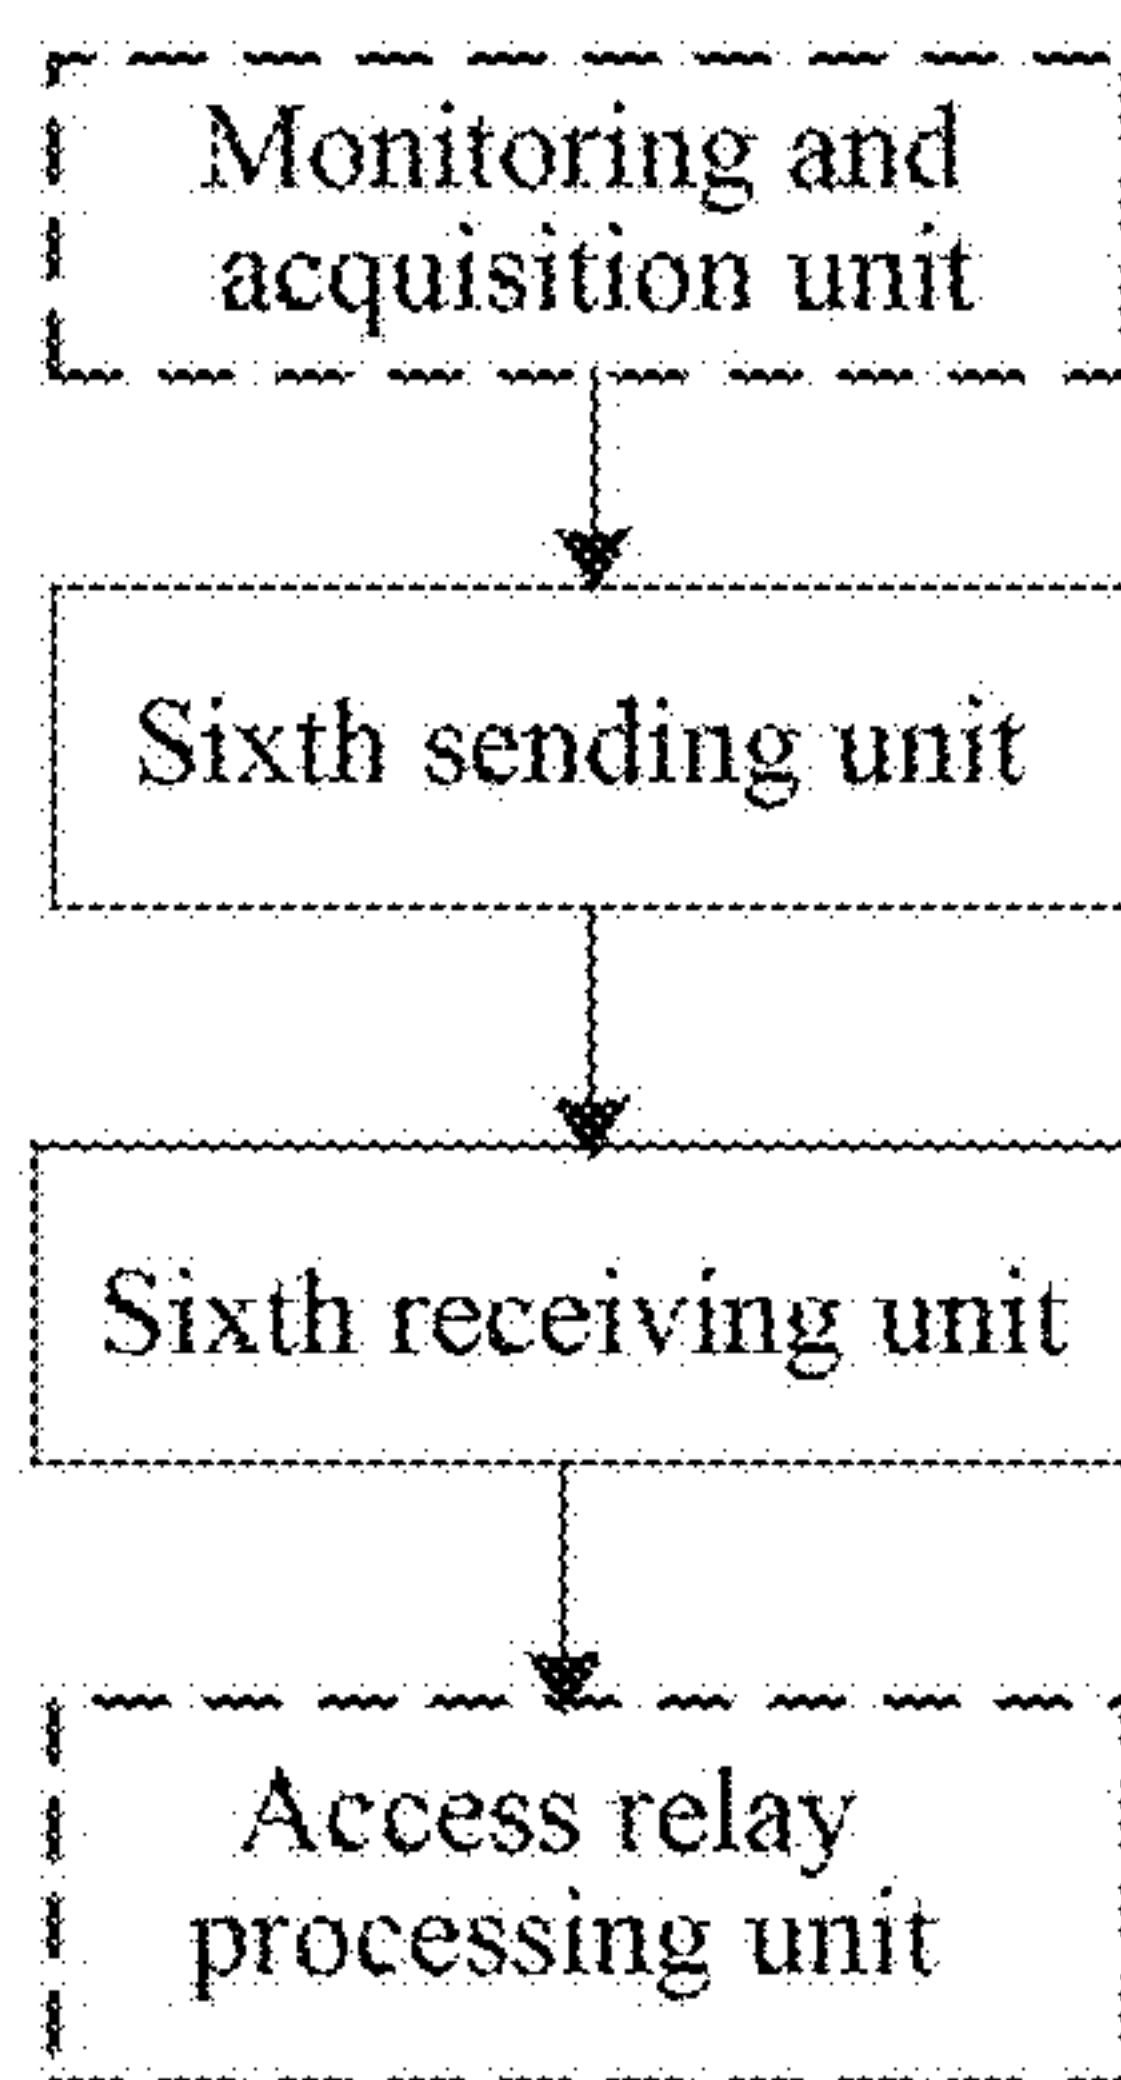 Monitoring and
acquisition unit
Sixth sending unit
Sixth receiving unit
Access relay
processing unit